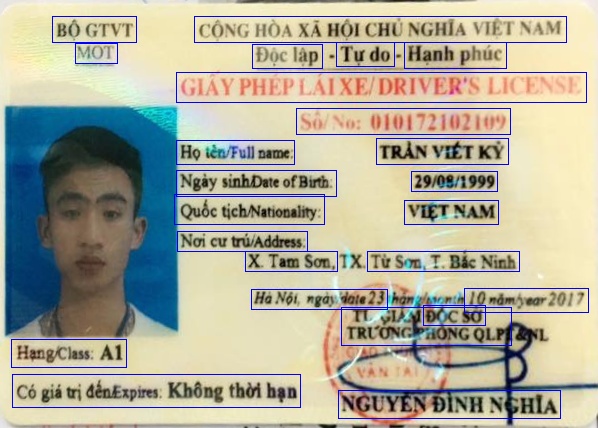 BỘ GTVT
MOT
CỘNG HÒA XÃ HỘI CHỦ NGHĨA VIỆT NAM
Độc lập - Tự do - Hạnh phúc
GIẤY PHÉP LÁI XE/DRIVER'S LICENSE
Số/No: 010172102109
Họ tên/Full name: TRẦN VIẾT KỶ
Ngày sinh/Date of Birth: 29/08/1999
Quốc tịch/Nationality: VIỆT NAM
Nơi cư trú/Address:
X. Tam Sơn, TX. Từ Sơn, T. Bắc Ninh
Hà Nội, ngày/date 23 tháng/month 10 năm/year 2017
TL. GIÁM ĐỐC SỞ
TRƯỞNG PHÒNG QLPT &NL
VẬN TẢI
Hạng/Class: A1
Có giá trị đến/Expires: Không thời hạn
NGUYỄN ĐÌNH NGHĨA